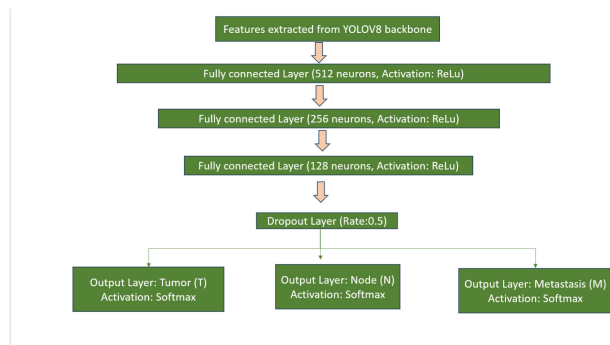 Features extracted from YOLOV8 backbone
Fully connected Layer (512 neurons, Activation: ReLu)
Fully connected Layer (256 neurons, Activation: ReLu)
Fully connected Layer (128 neurons, Activation: ReLu)
Dropout Layer (Rate:0.5)
Output Layer: Tumor (T)
Activation: Softmax
Output Layer: Node (N)
Activation: Softmax
Output Layer: Metastasis (M)
Activation: Softmax